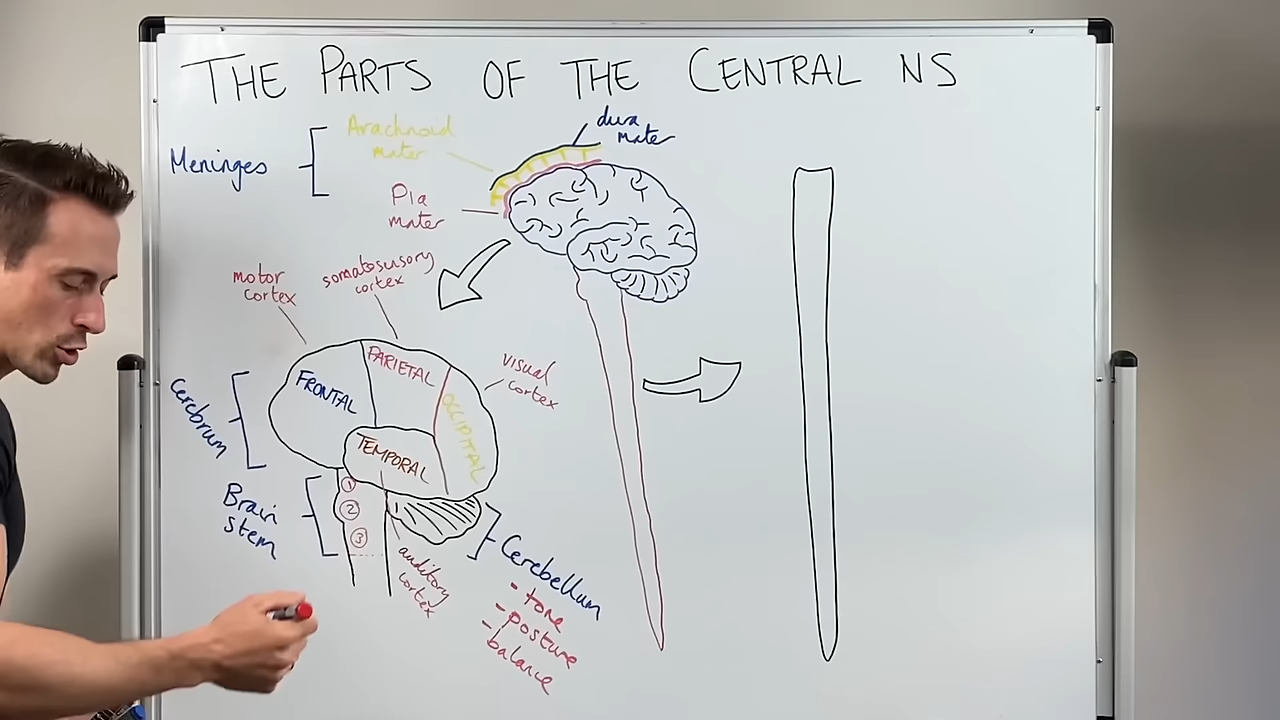 THE PARTS OF THE CENTRAL NS
Meninges
Arachnoid
mater
dura
mater
Pia
mater
motor
cortex
somatosusory
cortex
visual
cortex
Cerebrum
FRONTAL
PARIETAL
OCCIPITAL
TEMPORAL
Brain
stem
1
2
3
auditory
cortex
Cerebellum
- tone
- posture
- balance